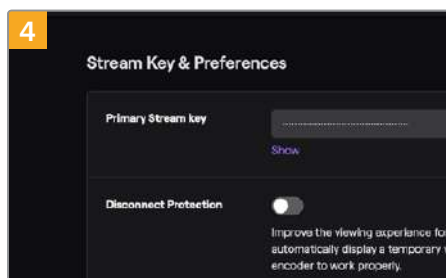 4
Stream Key & Preferences
Primary Stream key
Show
Disconnect Protection
Improve the viewing experience for
automatically display a temporary
encoder to work properly.